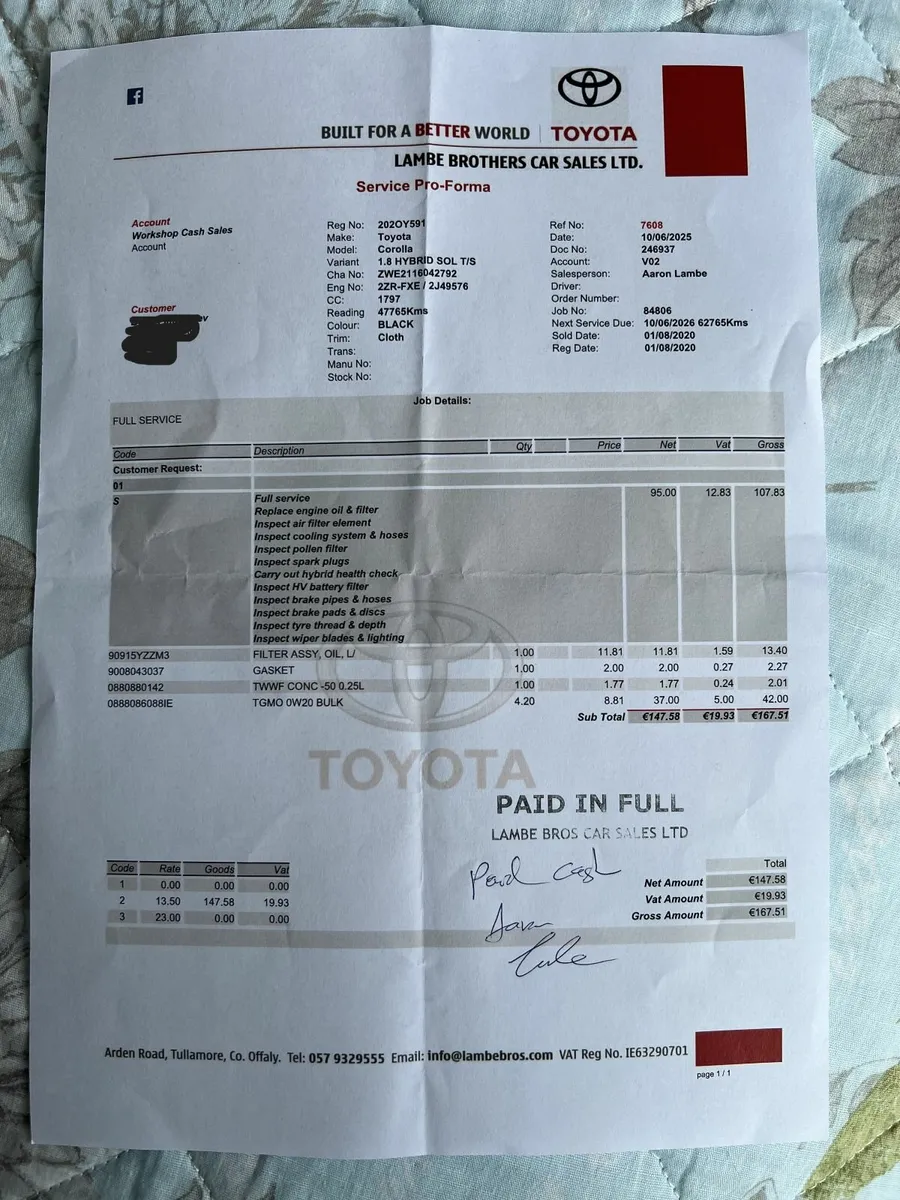 f
BUILT FOR A BETTER WORLD | TOYOTA
LAMBE BROTHERS CAR SALES LTD.
Service Pro-Forma
Account
Workshop Cash Sales
Account
Customer
Reg No: 202OY591
Make: Toyota
Model: Corolla
Variant 1.8 HYBRID SOL T/S
Cha No: ZWE2116042792
Eng No: 2ZR-FXE / 2J49576
CC: 1797
Reading 47765Kms
Colour: BLACK
Trim: Cloth
Trans:
Manu No:
Stock No:
Ref No: 7608
Date: 10/06/2025
Doc No: 246937
Account: V02
Salesperson: Aaron Lambe
Driver:
Order Number:
Job No: 84806
Next Service Due: 10/06/2026 62765Kms
Sold Date: 01/08/2020
Reg Date: 01/08/2020
Job Details:
FULL SERVICE
Code Description Qty Price Net Vat Gross
Customer Request:
01
S Full service 95.00 12.83 107.83
Replace engine oil & filter
Inspect air filter element
Inspect cooling system & hoses
Inspect pollen filter
Inspect spark plugs
Carry out hybrid health check
Inspect HV battery filter
Inspect brake pipes & hoses
Inspect brake pads & discs
Inspect tyre thread & depth
Inspect wiper blades & lighting
90915YZZM3 FILTER ASSY, OIL, L/ 1.00 11.81 11.81 1.59 13.40
9008043037 GASKET 1.00 2.00 2.00 0.27 2.27
0880880142 TWWF CONC -50 0.25L 1.00 1.77 1.77 0.24 2.01
0888086088IE TGMO 0W20 BULK 4.20 8.81 37.00 5.00 42.00
Sub Total €147.58 €19.93 €167.51
TOYOTA
PAID IN FULL
LAMBE BROS CAR SALES LTD
Paid Cash
Code Rate Goods Vat
1 0.00 0.00 0.00
2 13.50 147.58 19.93
3 23.00 0.00 0.00
Total
Net Amount €147.58
Vat Amount €19.93
Gross Amount €167.51
Arden Road, Tullamore, Co. Offaly. Tel: 057 9329555 Email: info@lambebros.com VAT Reg No. IE63290701
page 1 / 1